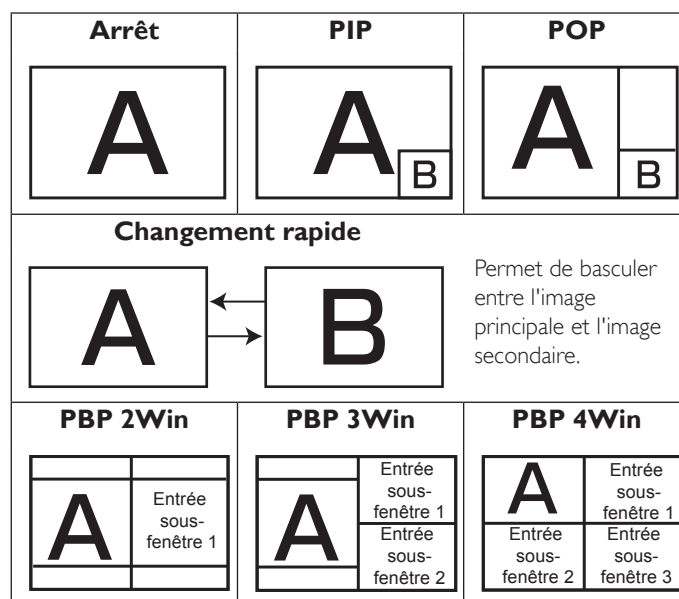 Arrêt
PIP
POP
A
A
B
A
B
Changement rapide
A
B
Permet de basculer
entre l'image
principale et l'image
secondaire.
PBP 2Win
PBP 3Win
PBP 4Win
A
Entrée
sous-
fenêtre 1
A
Entrée
sous-
fenêtre 1
Entrée
sous-
fenêtre 2
A
Entrée
sous-
fenêtre 1
Entrée
sous-
fenêtre 2
Entrée
sous-
fenêtre 3